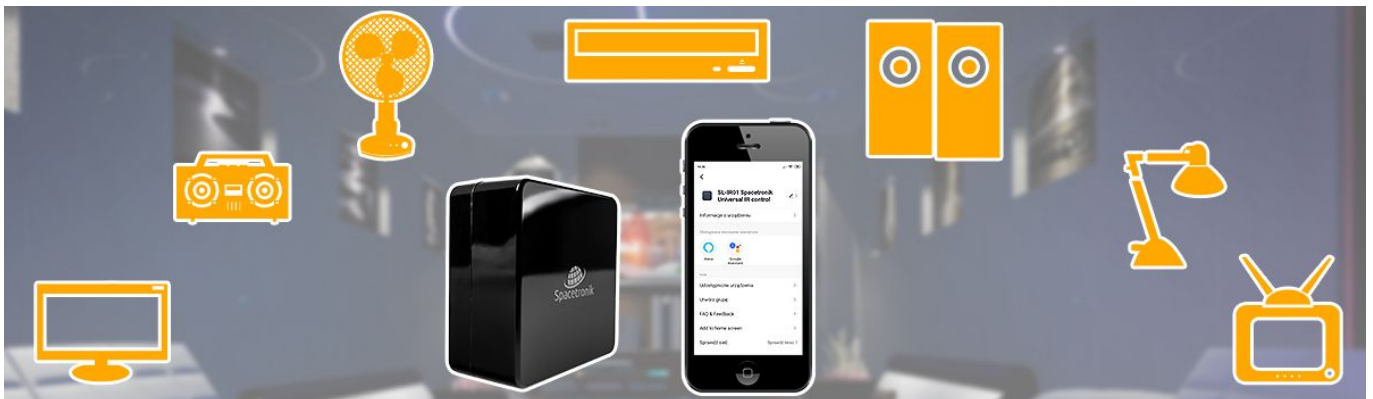 Spacetronik
SL-IR01 Spacetronik
Universal IR control
Informacje o urządzeniu
Alexa
Google
Assistant
Udostępnione urządzenia
Utwórz grupę
FAQ & Feedback
Add to home screen
Sprawdź sieć
Sprawdź teraz